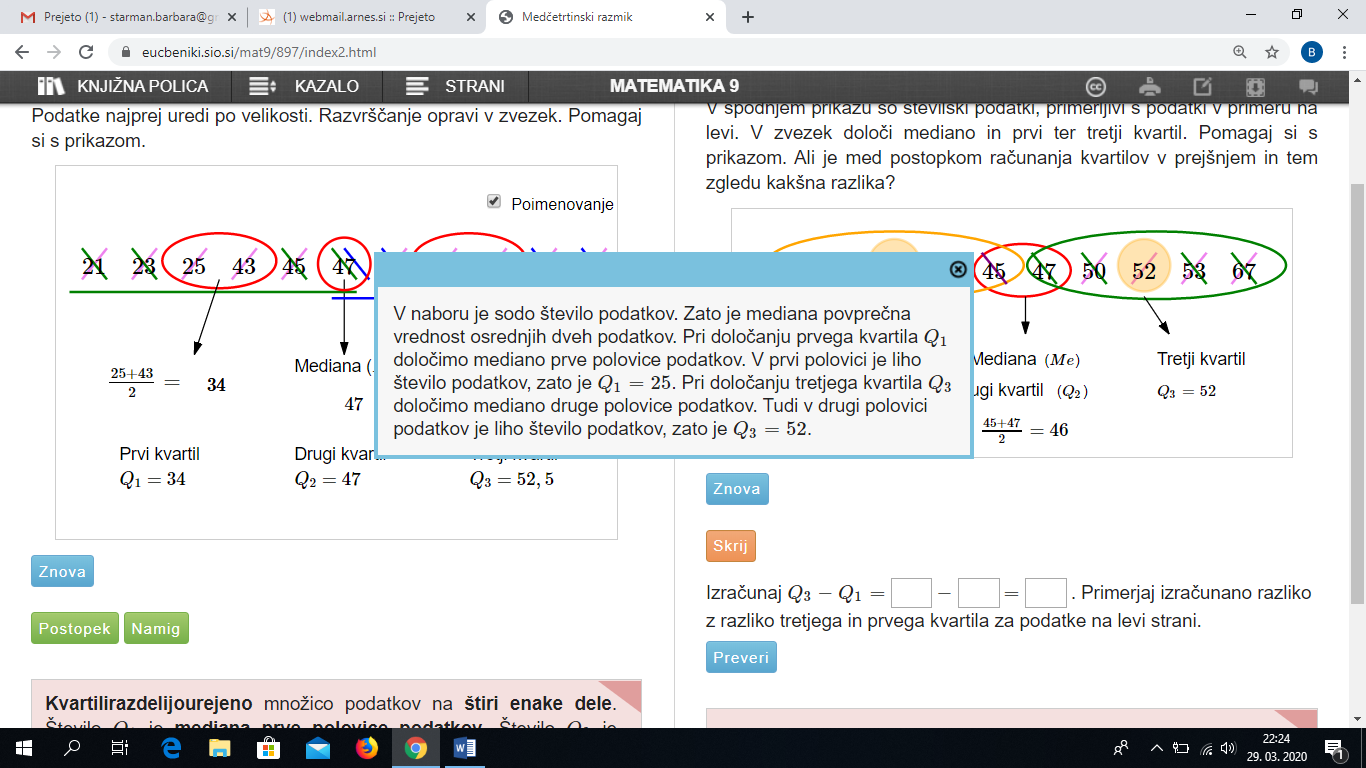 Prejeto (1) - starman.barbara@gr
(1) webmail.arnes.si :: Prejeto
Medčetrtinski razmik
eucbeniki.sio.si/mat9/897/index2.html
B
KNJIŽNA POLICA
KAZALO
STRANI
MATEMATIKA 9
Podatke najprej uredi po velikosti. Razvrščanje opravi v zvezek. Pomagaj
si s prikazom.
Poimenovanje
21 23 25 43 45 47
25+43
2
= 34
Mediana (
47
Prvi kvartil
Q1 = 34
Drugi kvartil
Q2 = 47
Q3 = 52,5
Znova
Postopek Namig
Kvartilirazdelijourejeno množico podatkov na štiri enake dele.
V naboru je sodo število podatkov. Zato je mediana povprečna
vrednost osrednjih dveh podatkov. Pri določanju prvega kvartila Q1
določimo mediano prve polovice podatkov. V prvi polovici je liho
število podatkov, zato je Q1 = 25. Pri določanju tretjega kvartila Q3
določimo mediano druge polovice podatkov. Tudi v drugi polovici
podatkov je liho število podatkov, zato je Q3 = 52.
V spodnjem prikazu so številski podatki, primerljivi s podatki v primeru na
levi. V zvezek določi mediano in prvi ter tretji kvartil. Pomagaj si s
prikazom. Ali je med postopkom računanja kvartilov v prejšnjem in tem
zgledu kakšna razlika?
45 47 50 52 53 67
Mediana (Me)
ugi kvartil (Q2)
45+47
2
= 46
Tretji kvartil
Q3 = 52
Znova
Skrij
Izračunaj Q3 − Q1 = − = . Primerjaj izračunano razliko
z razliko tretjega in prvega kvartila za podatke na levi strani.
Preveri
22:24
29. 03. 2020
1